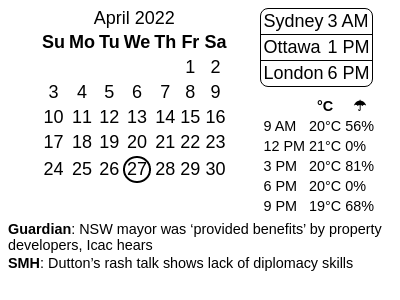 April 2022
Su Mo Tu We Th Fr Sa
1 2
3 4 5 6 7 8 9
10 11 12 13 14 15 16
17 18 19 20 21 22 23
24 25 26 27 28 29 30
Sydney 3 AM
Ottawa 1 PM
London 6 PM
°C ☂
9 AM 20°C 56%
12 PM 21°C 0%
3 PM 20°C 81%
6 PM 20°C 0%
9 PM 19°C 68%
Guardian: NSW mayor was ‘provided benefits’ by property
developers, Icac hears
SMH: Dutton’s rash talk shows lack of diplomacy skills